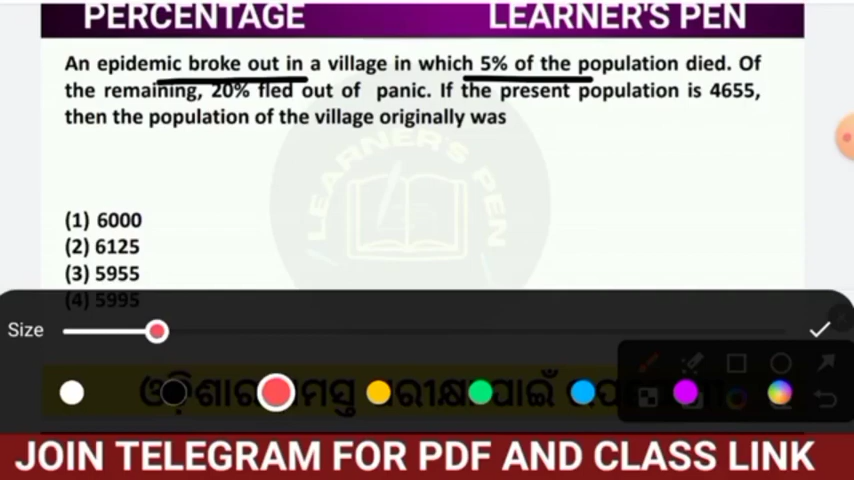 PERCENTAGE LEARNER'S PEN
An epidemic broke out in a village in which 5% of the population died. Of
the remaining, 20% fled out of panic. If the present population is 4655,
then the population of the village originally was
LEARNER'S PEN
(1) 6000
(2) 6125
(3) 5955
(4) 5995
Size
JOIN TELEGRAM FOR PDF AND CLASS LINK